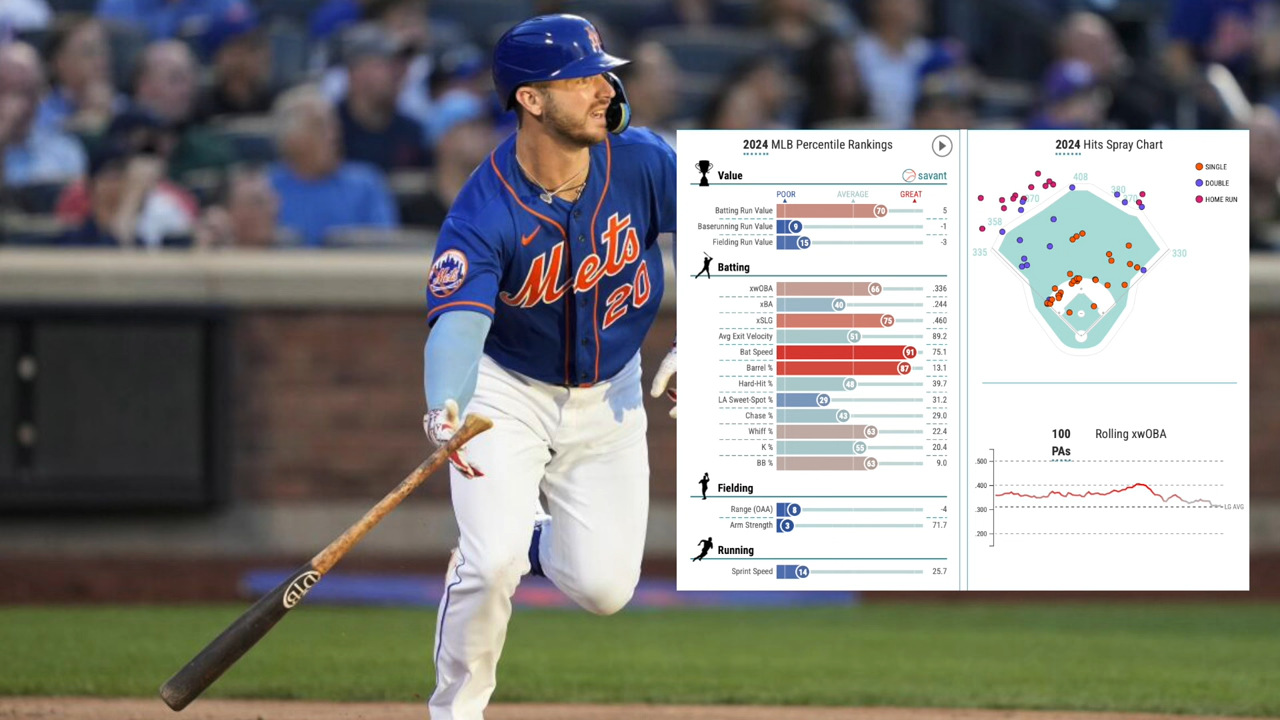 Mets
20
Mets
alo
2024 MLB Percentile Rankings
Value
savant
POOR AVERAGE GREAT
Batting Run Value 70 5
Baserunning Run Value 9 -1
Fielding Run Value 15 -3
Batting
xwOBA 66 .336
xBA 40 .244
xSLG 75 .460
Avg Exit Velocity 51 89.2
Bat Speed 91 75.1
Barrel % 87 13.1
Hard-Hit % 48 39.7
LA Sweet-Spot % 29 31.2
Chase % 43 29.0
Whiff % 63 22.4
K % 55 20.4
BB % 63 9.0
Fielding
Range (OAA) 8 -4
Arm Strength 3 71.7
Running
Sprint Speed 14 25.7
2024 Hits Spray Chart
SINGLE
DOUBLE
HOME RUN
408
380
370
358
335
330
100 PAs
Rolling xwOBA
.500
.400
.300
LG AVG
.200